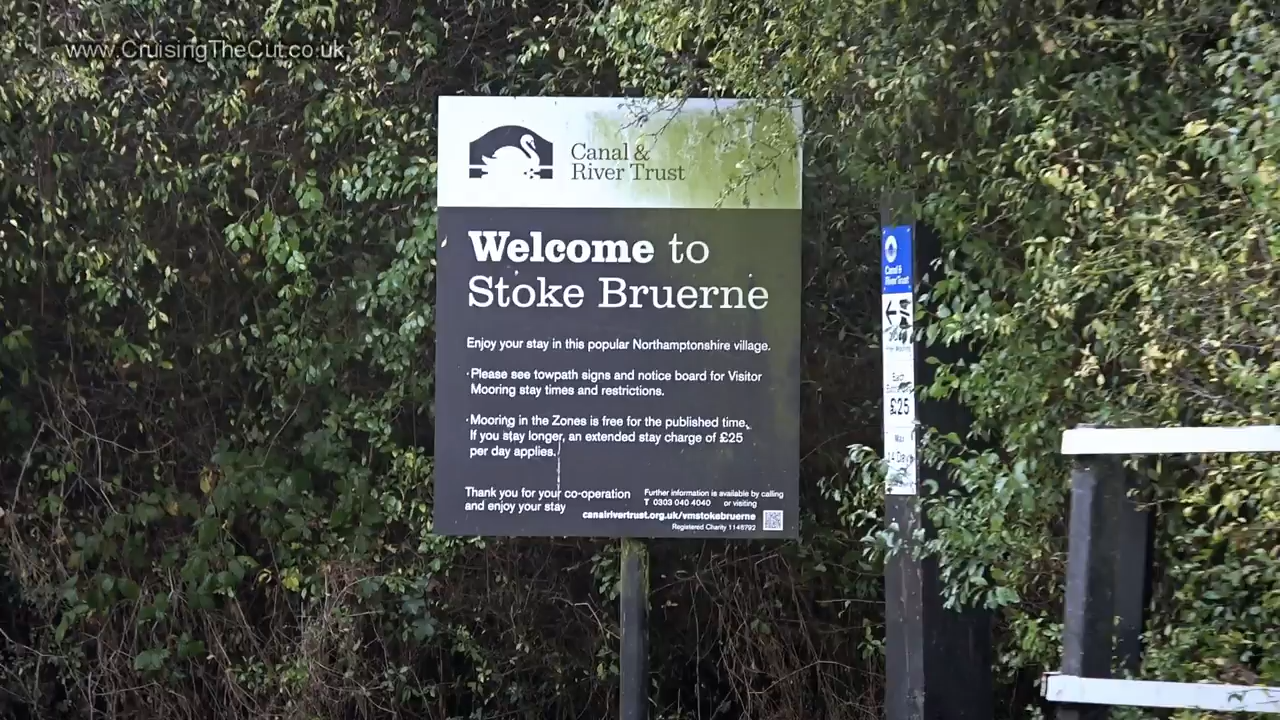 www.CruisingTheCut.co.uk
Canal &
River Trust
Welcome to
Stoke Bruerne
Enjoy your stay in this popular Northamptonshire village.
· Please see towpath signs and notice board for Visitor
Mooring stay times and restrictions.
· Mooring in the Zones is free for the published time.
If you stay longer, an extended stay charge of £25
per day applies.
Thank you for your co-operation
and enjoy your stay
Further information is available by calling
T 0303 040 4040 or visiting
canalrivertrust.org.uk/vmstokebruerne
Registered Charity 1146792
Canal &
River Trust
£25
Max
14 Day